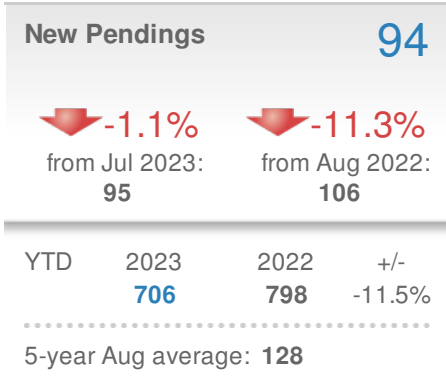 New Pendings 94
-1.1% -11.3%
from Jul 2023: from Aug 2022:
95 106
YTD 2023 2022 +/-
706 798 -11.5%
5-year Aug average: 128